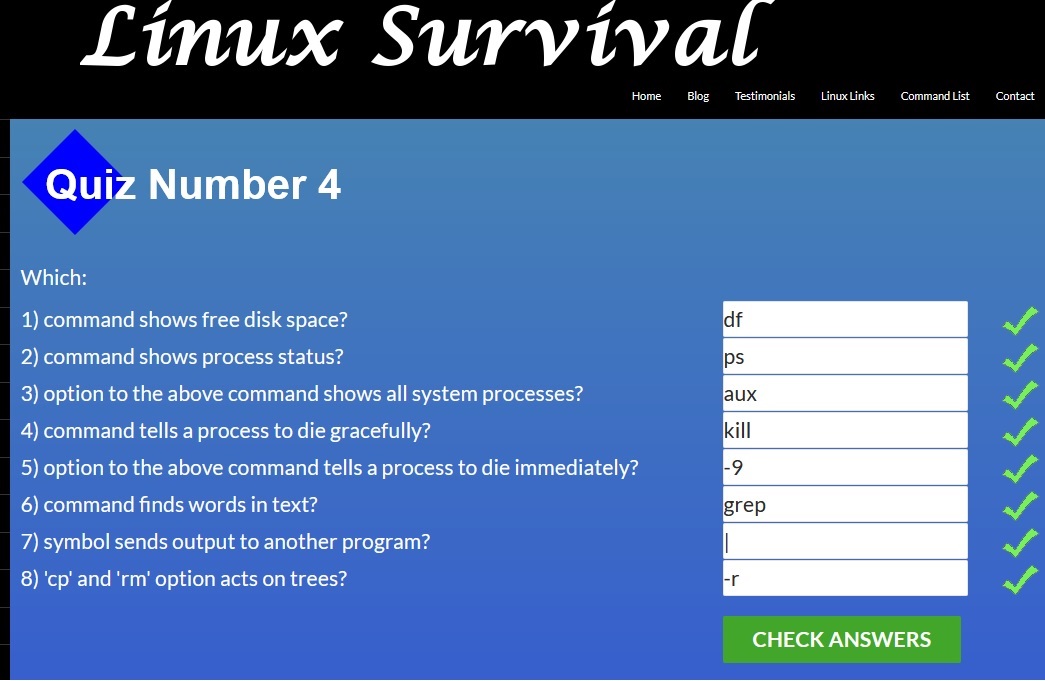 Linux Survival
Home Blog Testimonials Linux Links Command List Contact
Quiz Number 4
Which:
1) command shows free disk space? df
2) command shows process status? ps
3) option to the above command shows all system processes? aux
4) command tells a process to die gracefully? kill
5) option to the above command tells a process to die immediately? -9
6) command finds words in text? grep
7) symbol sends output to another program? |
8) 'cp' and 'rm' option acts on trees? -r
CHECK ANSWERS